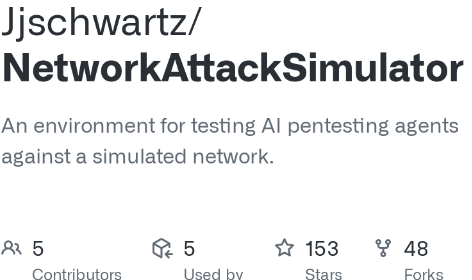 Jjschwartz/
NetworkAttackSimulator
An environment for testing AI pentesting agents
against a simulated network.
5 5 153 48
Contributors Used by Stars Forks